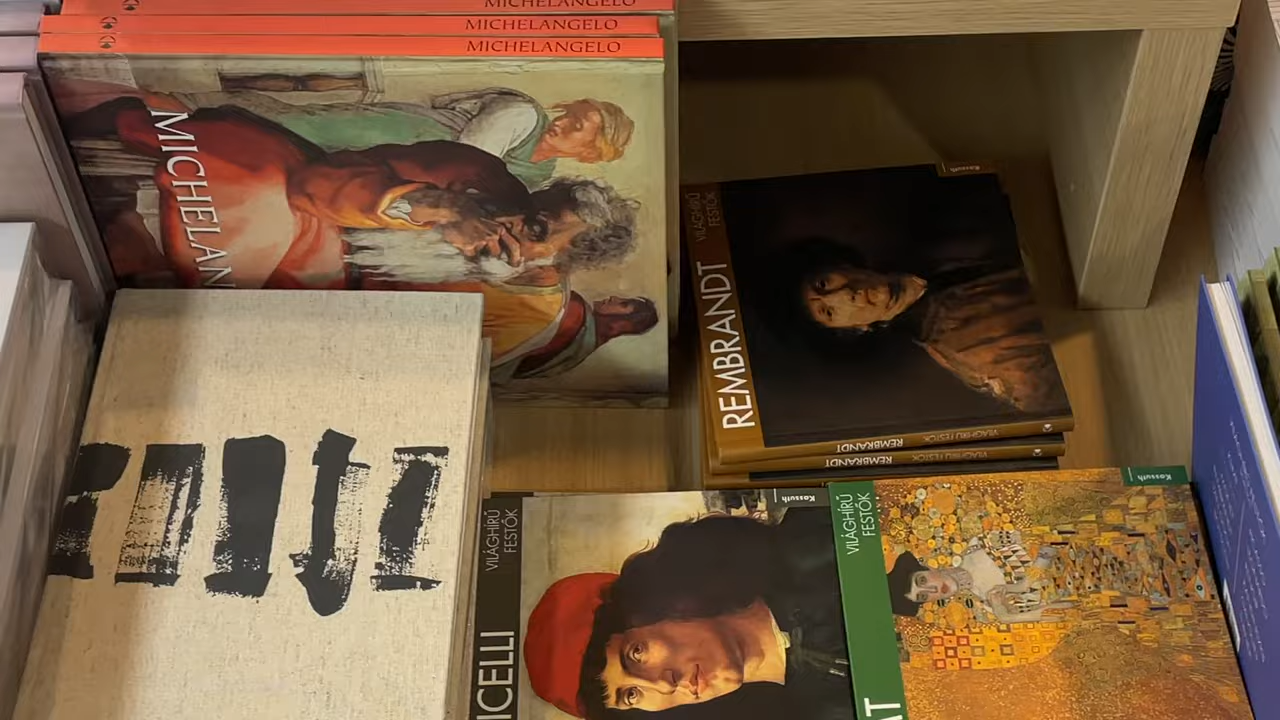 MICHELANGELO
MICHELANGELO
MICHELANGELO
MICHELAN
Kossuth
VILÁGHÍRŰ
FESTŐK
REMBRANDT
VILÁGHÍRŰ FESTŐK
REMBRANDT
VILÁGHÍRŰ FESTŐK
REMBRANDT
Kossuth
VILÁGHÍRŰ
FESTŐK
ICELLI
Kossuth
VILÁGHÍRŰ
FESTŐK
AT